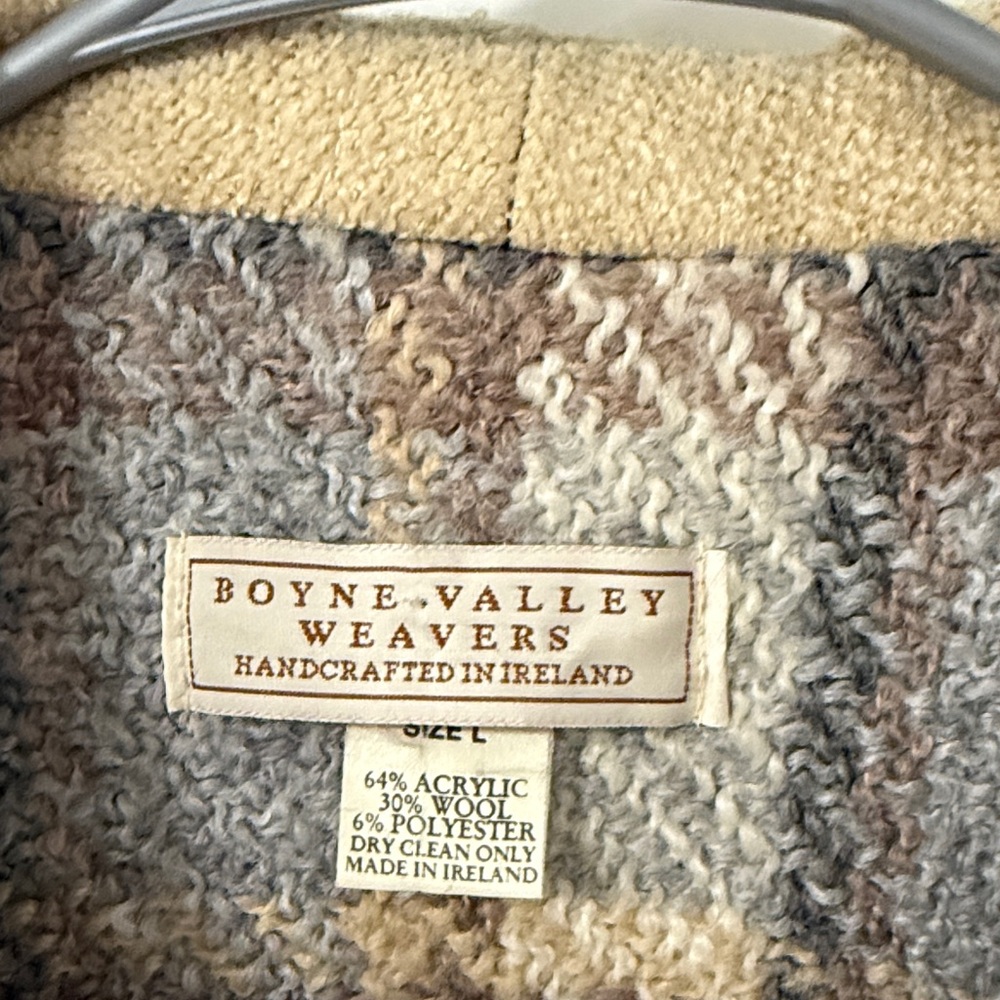 BOYNE VALLEY
WEAVERS
HANDCRAFTED IN IRELAND
SIZE L
64% ACRYLIC
30% WOOL
6% POLYESTER
DRY CLEAN ONLY
MADE IN IRELAND